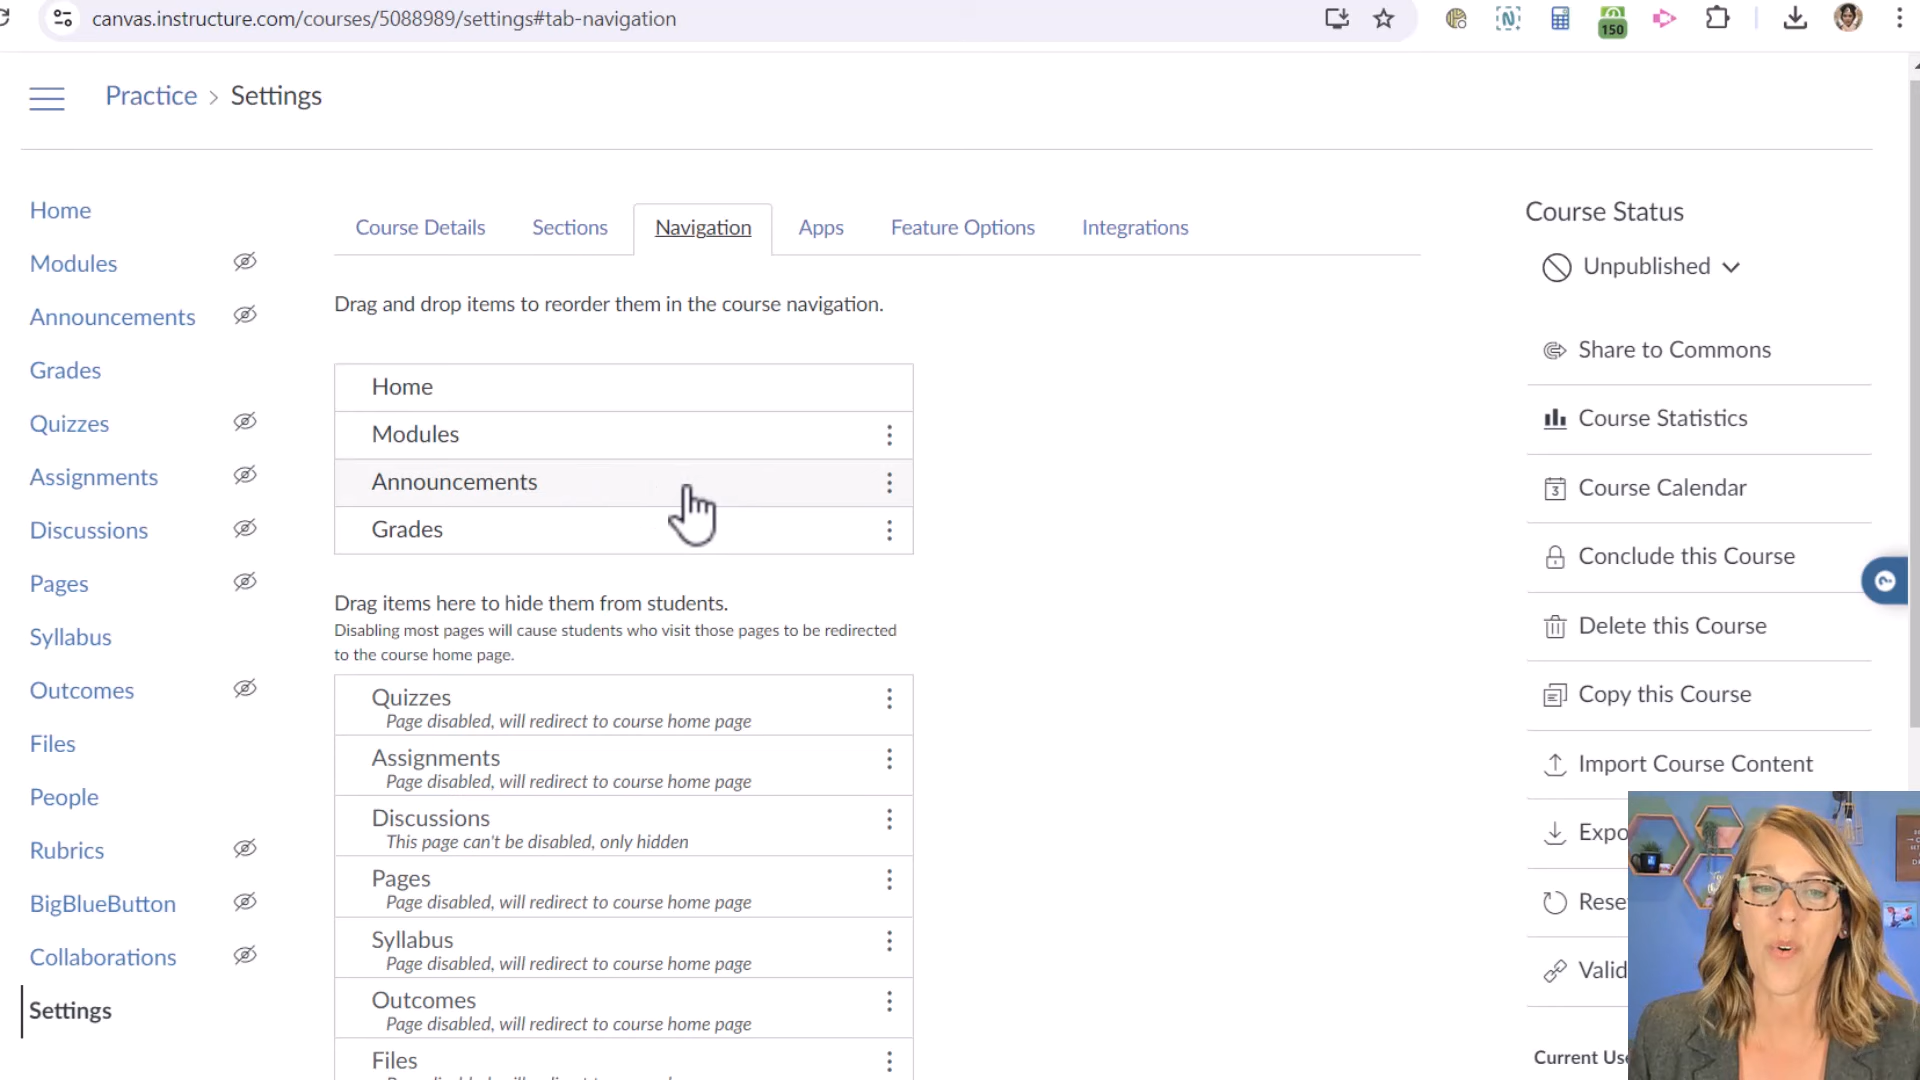 canvas.instructure.com/courses/5088989/settings#tab-navigation
150
Practice > Settings
Home
Modules
Announcements
Grades
Quizzes
Assignments
Discussions
Pages
Syllabus
Outcomes
Files
People
Rubrics
BigBlueButton
Collaborations
Settings
Course Details Sections Navigation Apps Feature Options Integrations
Drag and drop items to reorder them in the course navigation.
Home
Modules
Announcements
Grades
Drag items here to hide them from students.
Disabling most pages will cause students who visit those pages to be redirected
to the course home page.
Quizzes
Page disabled, will redirect to course home page
Assignments
Page disabled, will redirect to course home page
Discussions
This page can't be disabled, only hidden
Pages
Page disabled, will redirect to course home page
Syllabus
Page disabled, will redirect to course home page
Outcomes
Page disabled, will redirect to course home page
Files
Course Status
Unpublished
Share to Commons
Course Statistics
3 Course Calendar
Conclude this Course
Delete this Course
Copy this Course
Import Course Content
Expo
Rese
Valid
Current Use